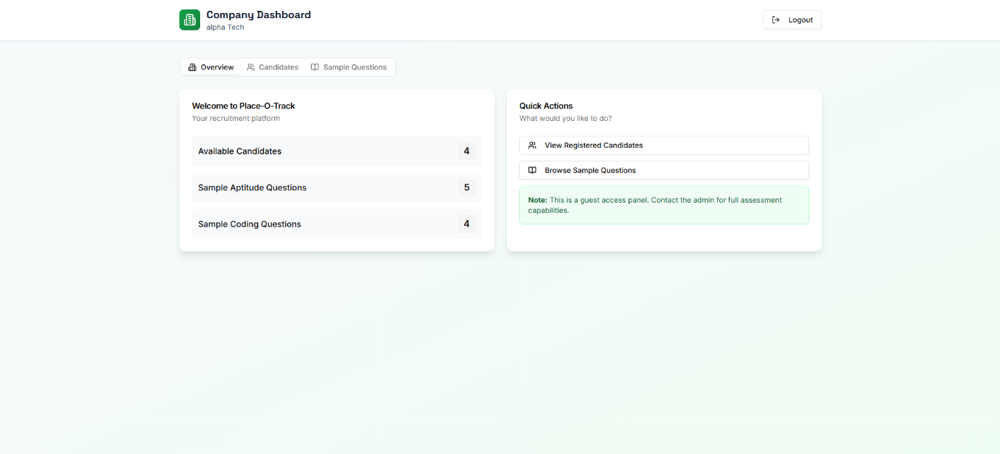 Company Dashboard
alpha Tech
Logout
Overview
Candidates
Sample Questions
Welcome to Place-O-Track
Your recruitment platform
Available Candidates
4
Sample Aptitude Questions
5
Sample Coding Questions
4
Quick Actions
What would you like to do?
View Registered Candidates
Browse Sample Questions
Note: This is a guest access panel. Contact the admin for full assessment
capabilities.